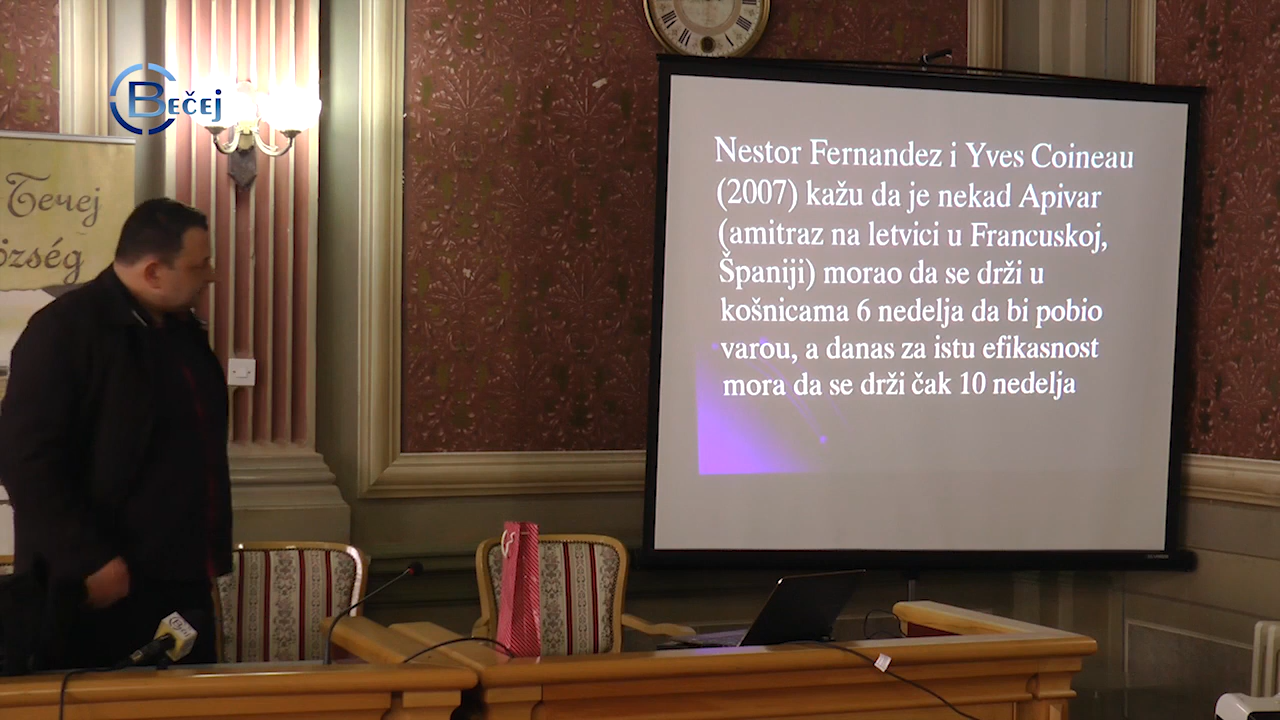 BEČEJ
Течеј
özség
Nestor Fernandez i Yves Coineau
(2007) kažu da je nekad Apivar
(amitraz na letvici u Francuskoj,
Španiji) morao da se drži u
košnicama 6 nedelja da bi pobio
varou, a danas za istu efikasnost
mora da se drži čak 10 nedelja